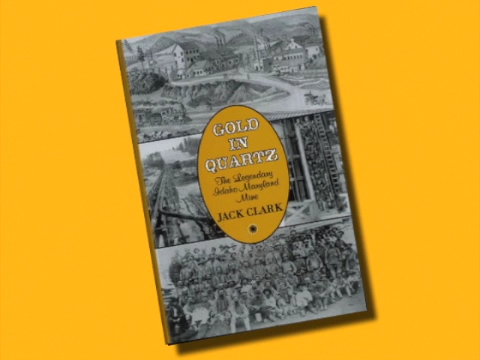 GOLD
IN
QUARTZ
The Legendary
Idaho Maryland
Mine
JACK CLARK